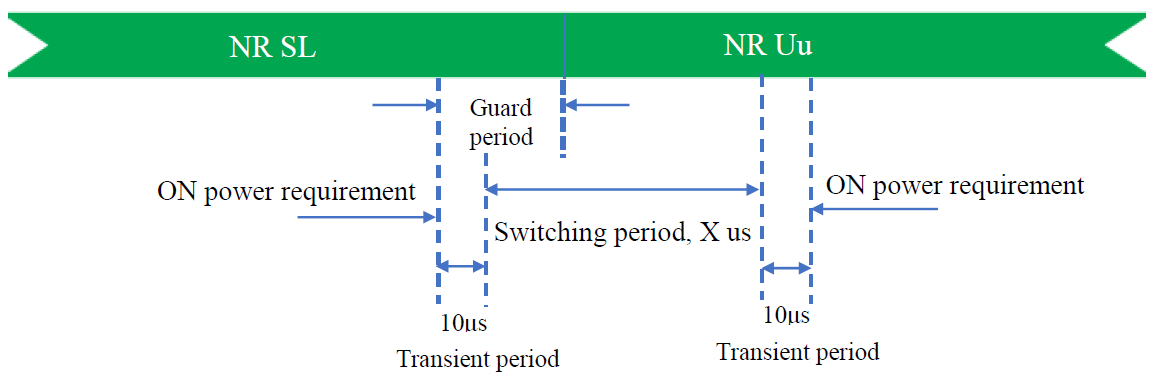 NR SL
NR Uu
Guard
period
ON power requirement
ON power requirement
Switching period, X us
10μs
10μs
Transient period
Transient period